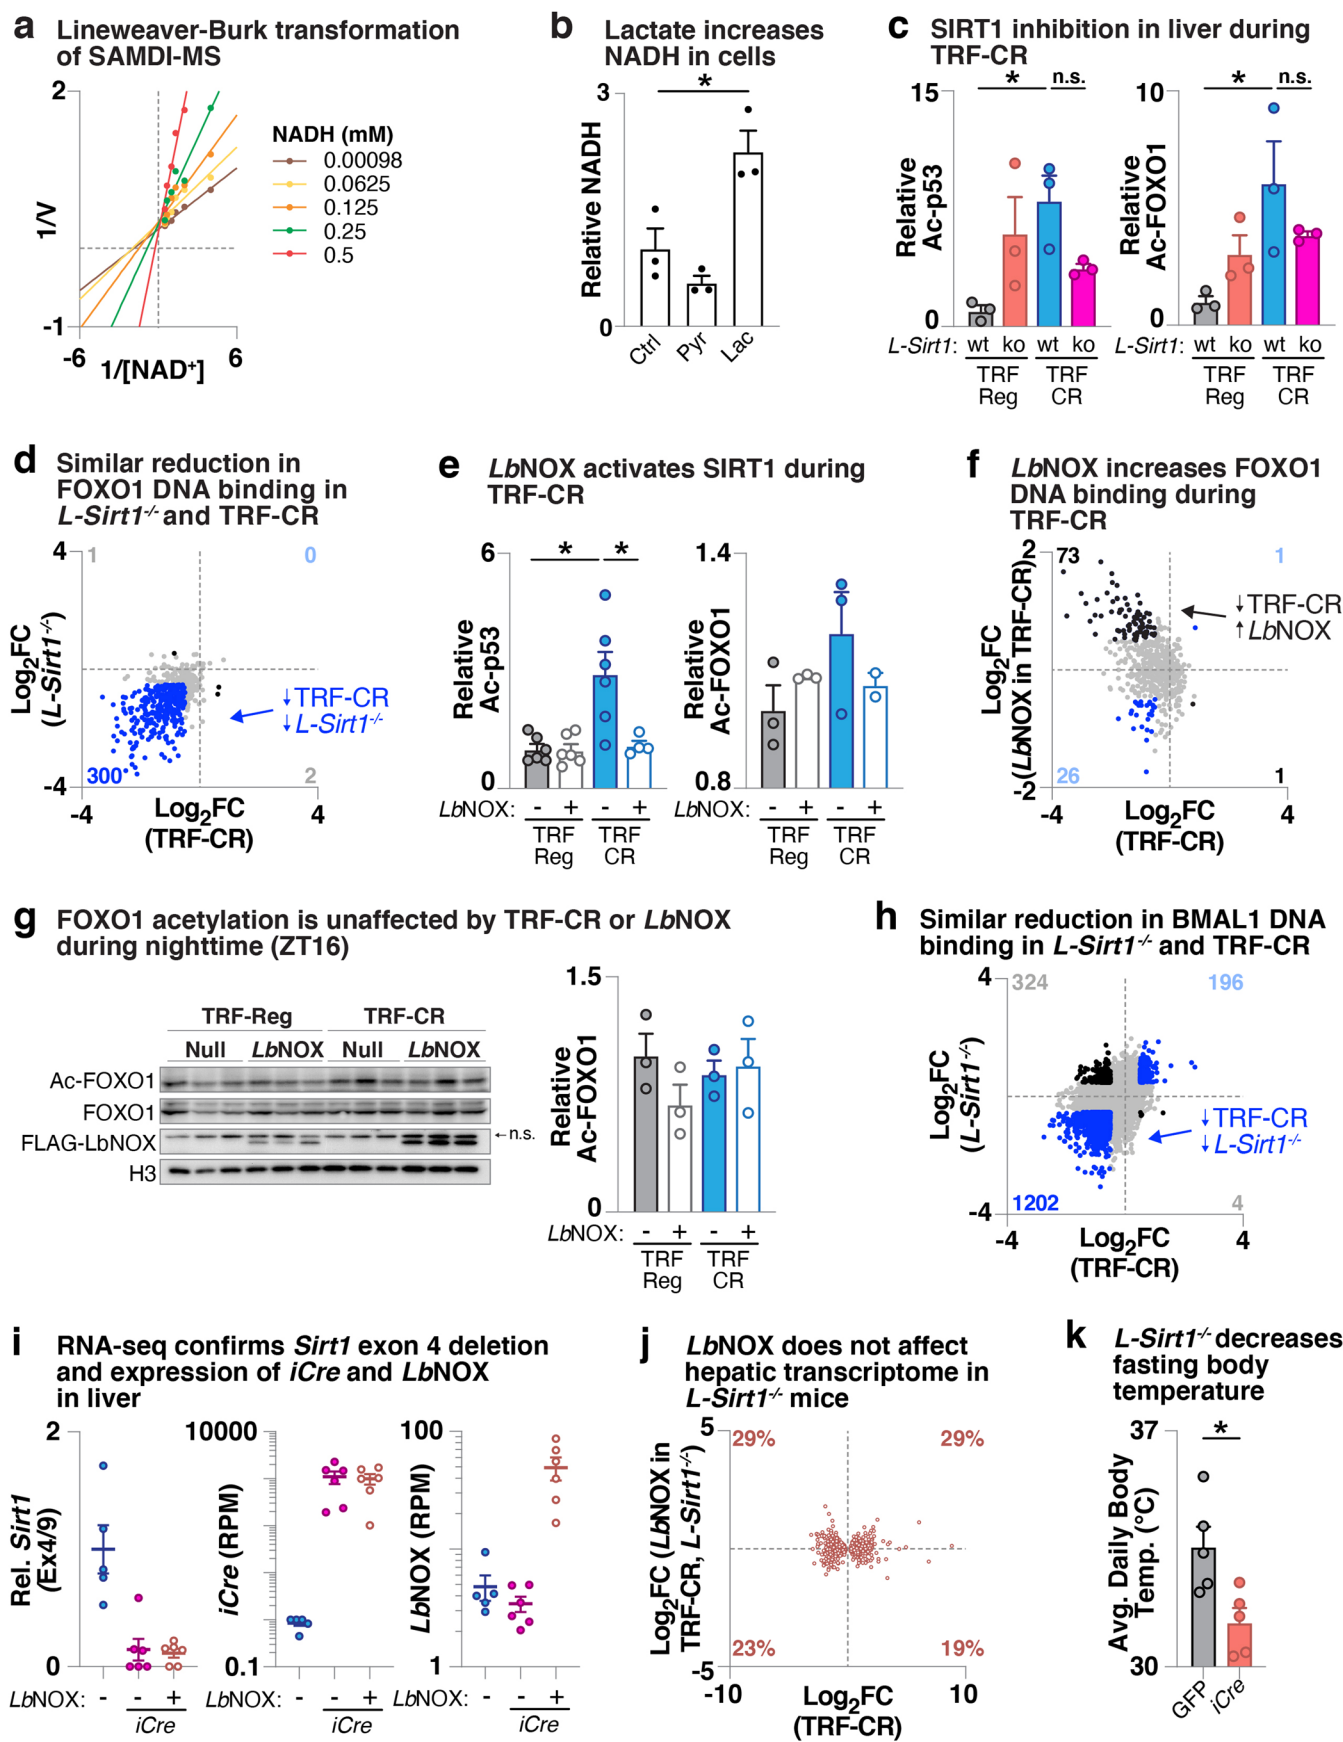 a Lineweaver-Burk transformation
of SAMDI-MS
2
1/V
-1
-6
6
1/[NAD+]
NADH (mM)
0.00098
0.0625
0.125
0.25
0.5
b Lactate increases
NADH in cells
*
3
Relative NADH
0
Ctrl
Pyr
Lac
c SIRT1 inhibition in liver during
TRF-CR
* n.s.
15
Relative
Ac-p53
0
L-Sirt1: wt ko wt ko
TRF TRF
Reg CR
* n.s.
10
Relative
Ac-FOXO1
0
L-Sirt1: wt ko wt ko
TRF TRF
Reg CR
d Similar reduction in
FOXO1 DNA binding in
L-Sirt1-/- and TRF-CR
4
1 0
Log2FC
(L-Sirt1-/-)
↓TRF-CR
↓L-Sirt1-/-
300 2
-4
-4 4
Log2FC
(TRF-CR)
e LbNOX activates SIRT1 during
TRF-CR
6
* *
Relative
Ac-p53
0
LbNOX: - + - +
TRF TRF
Reg CR
1.4
Relative
Ac-FOXO1
0.8
LbNOX: - + - +
TRF TRF
Reg CR
f LbNOX increases FOXO1
DNA binding during
TRF-CR
2
73 1
Log2FC
(LbNOX in TRF-CR)
↓TRF-CR
↑LbNOX
26 1
-2
-4 4
Log2FC
(TRF-CR)
g FOXO1 acetylation is unaffected by TRF-CR or LbNOX
during nighttime (ZT16)
TRF-Reg TRF-CR
Null LbNOX Null LbNOX
Ac-FOXO1
FOXO1
FLAG-LbNOX
←n.s.
H3
1.5
Relative
Ac-FOXO1
0
LbNOX: - + - +
TRF TRF
Reg CR
h Similar reduction in BMAL1 DNA
binding in L-Sirt1-/- and TRF-CR
4
324 196
Log2FC
(L-Sirt1-/-)
↓TRF-CR
↓L-Sirt1-/-
1202 4
-4
-4 4
Log2FC
(TRF-CR)
i RNA-seq confirms Sirt1 exon 4 deletion
and expression of iCre and LbNOX
in liver
2
Rel. Sirt1
(Ex4/9)
0
LbNOX: - - +
iCre
10000
iCre (RPM)
0.1
LbNOX: - - +
iCre
100
LbNOX (RPM)
1
LbNOX: - - +
iCre
j LbNOX does not affect
hepatic transcriptome in
L-Sirt1-/- mice
5
29% 29%
Log2FC (LbNOX in
TRF-CR, L-Sirt1-/-)
23% 19%
-5
-10 10
Log2FC
(TRF-CR)
k L-Sirt1-/- decreases
fasting body
temperature
37
*
Avg. Daily Body
Temp. (°C)
30
GFP
iCre